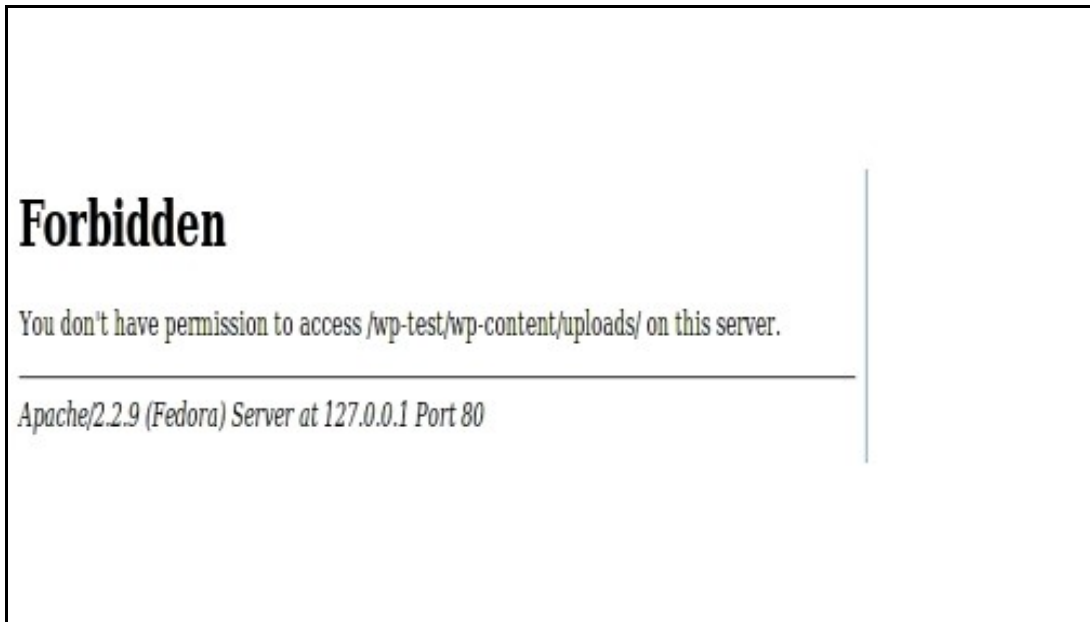 Forbidden
You don't have permission to access /wp-test/wp-content/uploads/ on this server.
Apache/2.2.9 (Fedora) Server at 127.0.0.1 Port 80